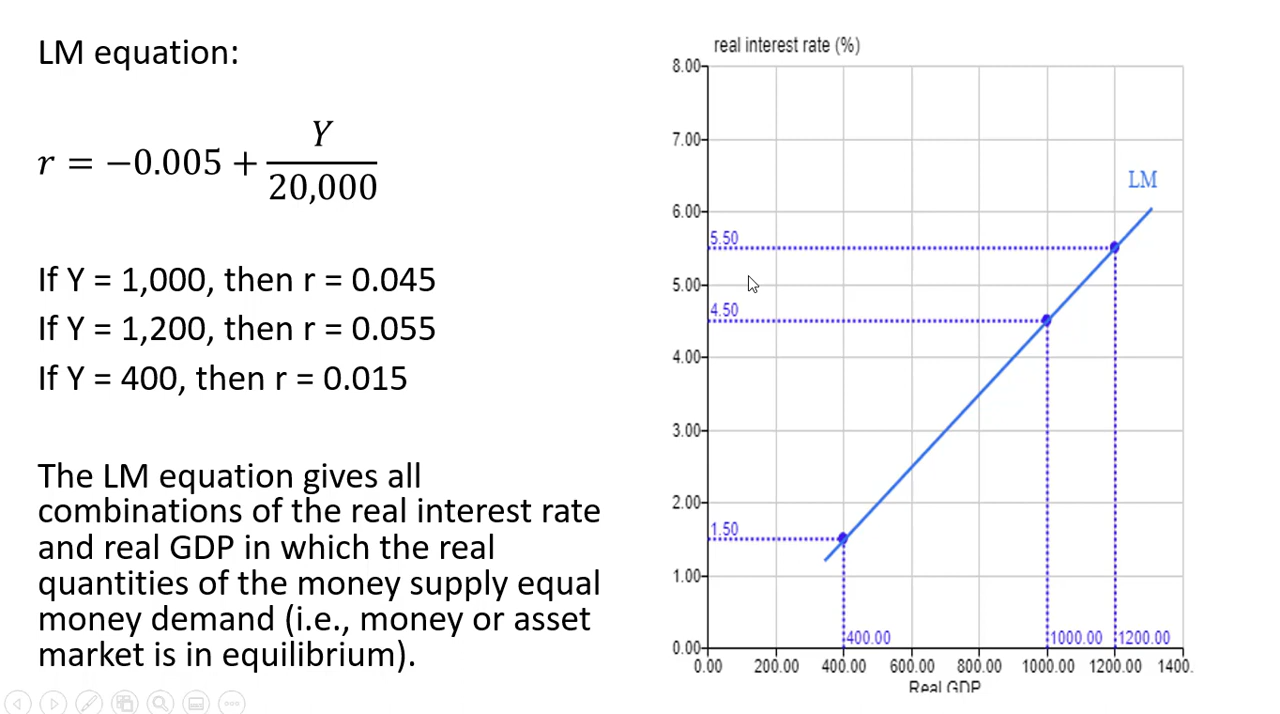 LM equation:
r = −0.005 + Y/20,000
If Y = 1,000, then r = 0.045
If Y = 1,200, then r = 0.055
If Y = 400, then r = 0.015
The LM equation gives all
combinations of the real interest rate
and real GDP in which the real
quantities of the money supply equal
money demand (i.e., money or asset
market is in equilibrium).
real interest rate (%)
8.00
7.00
LM
6.00
5.50
5.00
4.50
4.00
3.00
2.00
1.50
1.00
400.00 1000.00 1200.00
0.00
0.00 200.00 400.00 600.00 800.00 1000.00 1200.00 1400.
Real GDP